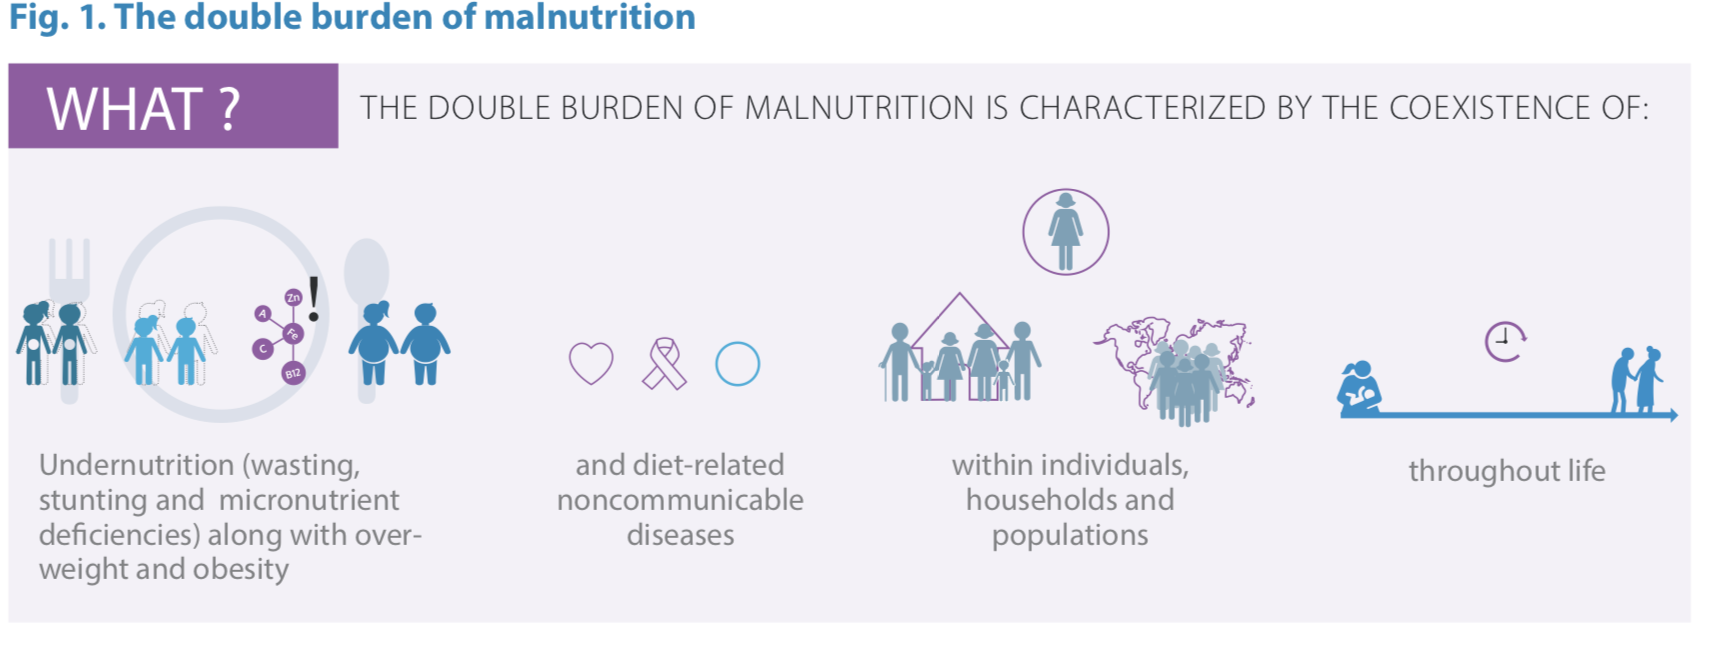 Fig. 1. The double burden of malnutrition
WHAT ?
THE DOUBLE BURDEN OF MALNUTRITION IS CHARACTERIZED BY THE COEXISTENCE OF:
Zn
!
A
Fe
C
B12
Undernutrition (wasting,
stunting and micronutrient
deficiencies) along with over-
weight and obesity
and diet-related
noncommunicable
diseases
within individuals,
households and
populations
throughout life